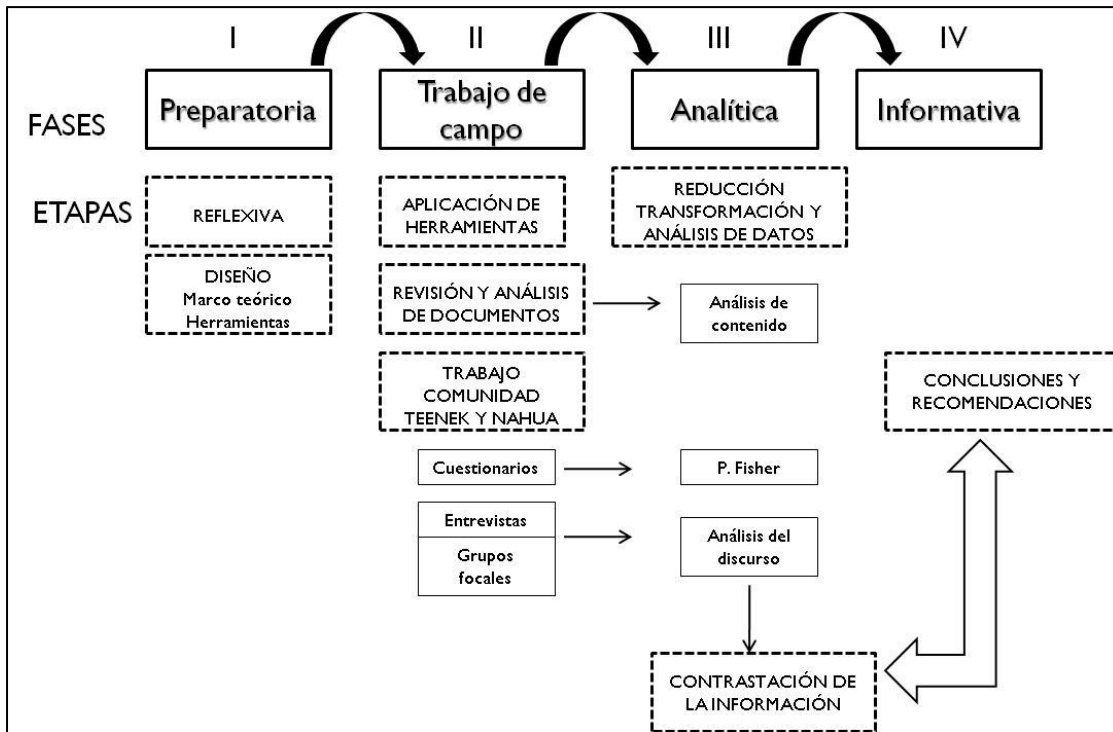 I
II
III
IV
FASES
Preparatoria
Trabajo de
campo
Analítica
Informativa
ETAPAS
REFLEXIVA
DISEÑO
Marco teórico
Herramientas
APLICACIÓN DE
HERRAMIENTAS
REVISIÓN Y ANÁLISIS
DE DOCUMENTOS
TRABAJO
COMUNIDAD
TEENEK Y NAHUA
Cuestionarios
Entrevistas
Grupos
focales
REDUCCIÓN
TRANSFORMACIÓN Y
ANÁLISIS DE DATOS
Análisis de
contenido
P. Fisher
Análisis del
discurso
CONTRASTACIÓN DE
LA INFORMACIÓN
CONCLUSIONES Y
RECOMENDACIONES